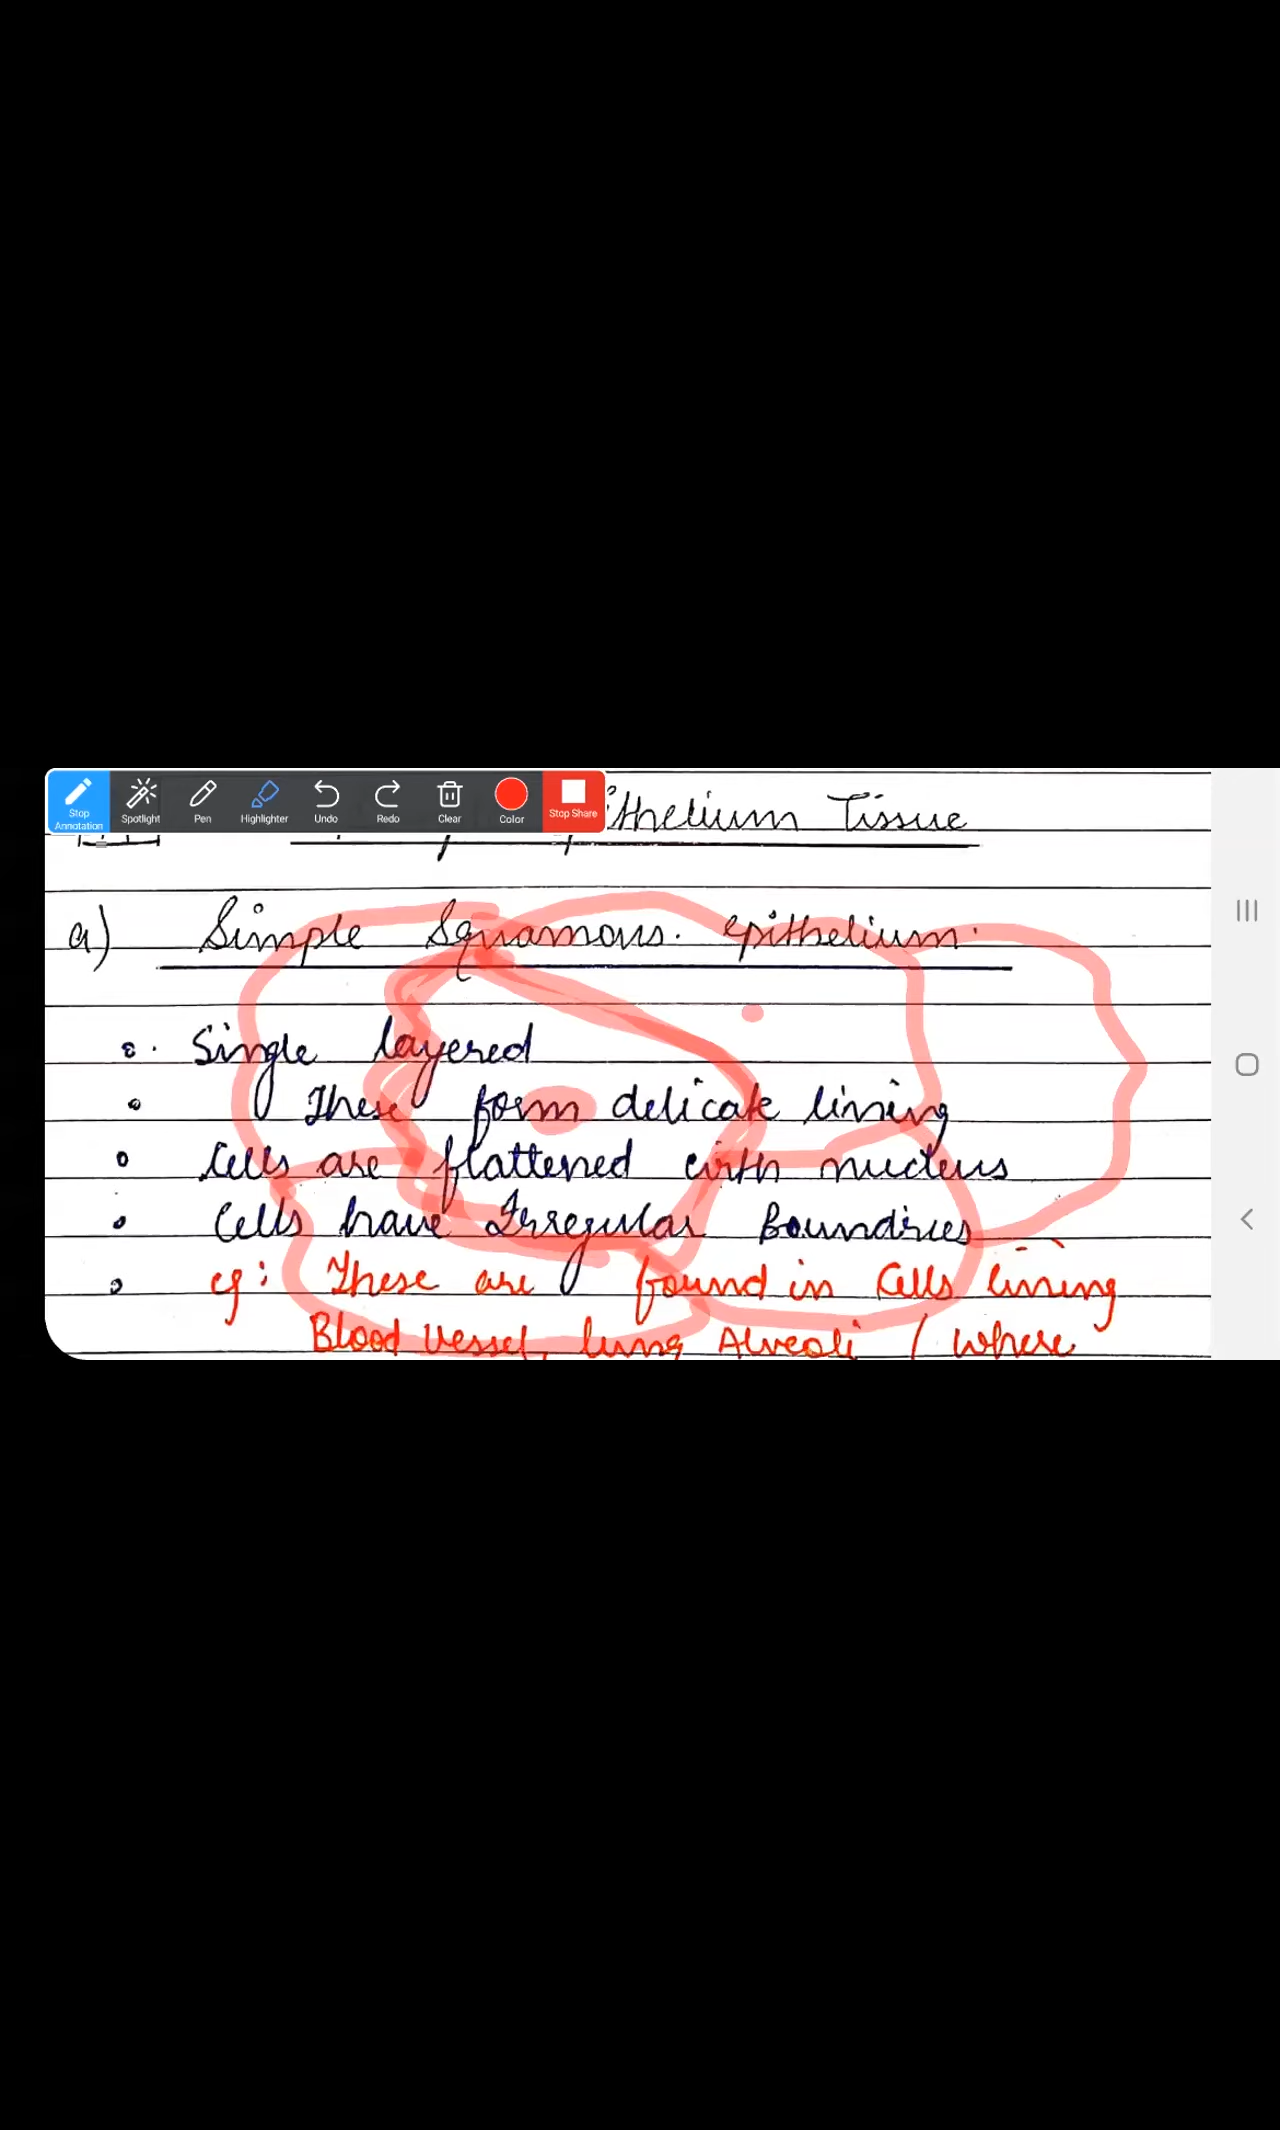 Stop Annotation Spotlight Pen Highlighter Undo Redo Clear Color Stop Share
ithelium Tissue
a) Simple Squamous. epithelium.
Single layered
These form delicate lining
Cells are flattened with nucleus
Cells have Irregular Boundries
eg: These are found in Cells lining
Blood Vessel, lung Alveoli ( where